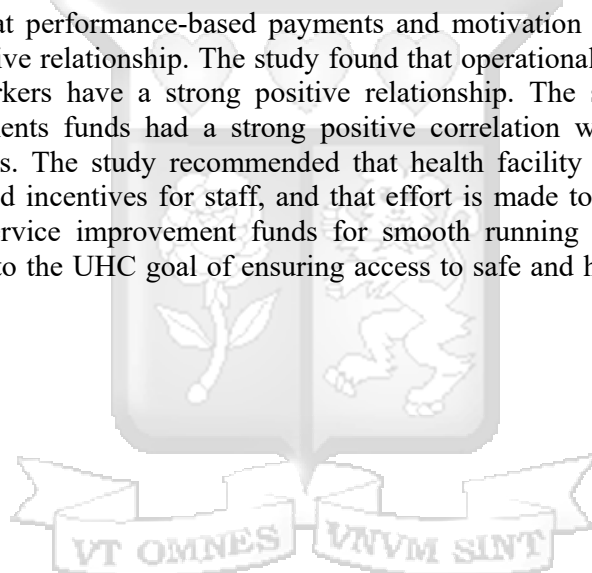 at performance-based payments and motivation
ive relationship. The study found that operational
rkers have a strong positive relationship. The s
ents funds had a strong positive correlation w
s. The study recommended that health facility
d incentives for staff, and that effort is made to
ervice improvement funds for smooth running
to the UHC goal of ensuring access to safe and h
VT OMNES VNVM SINT